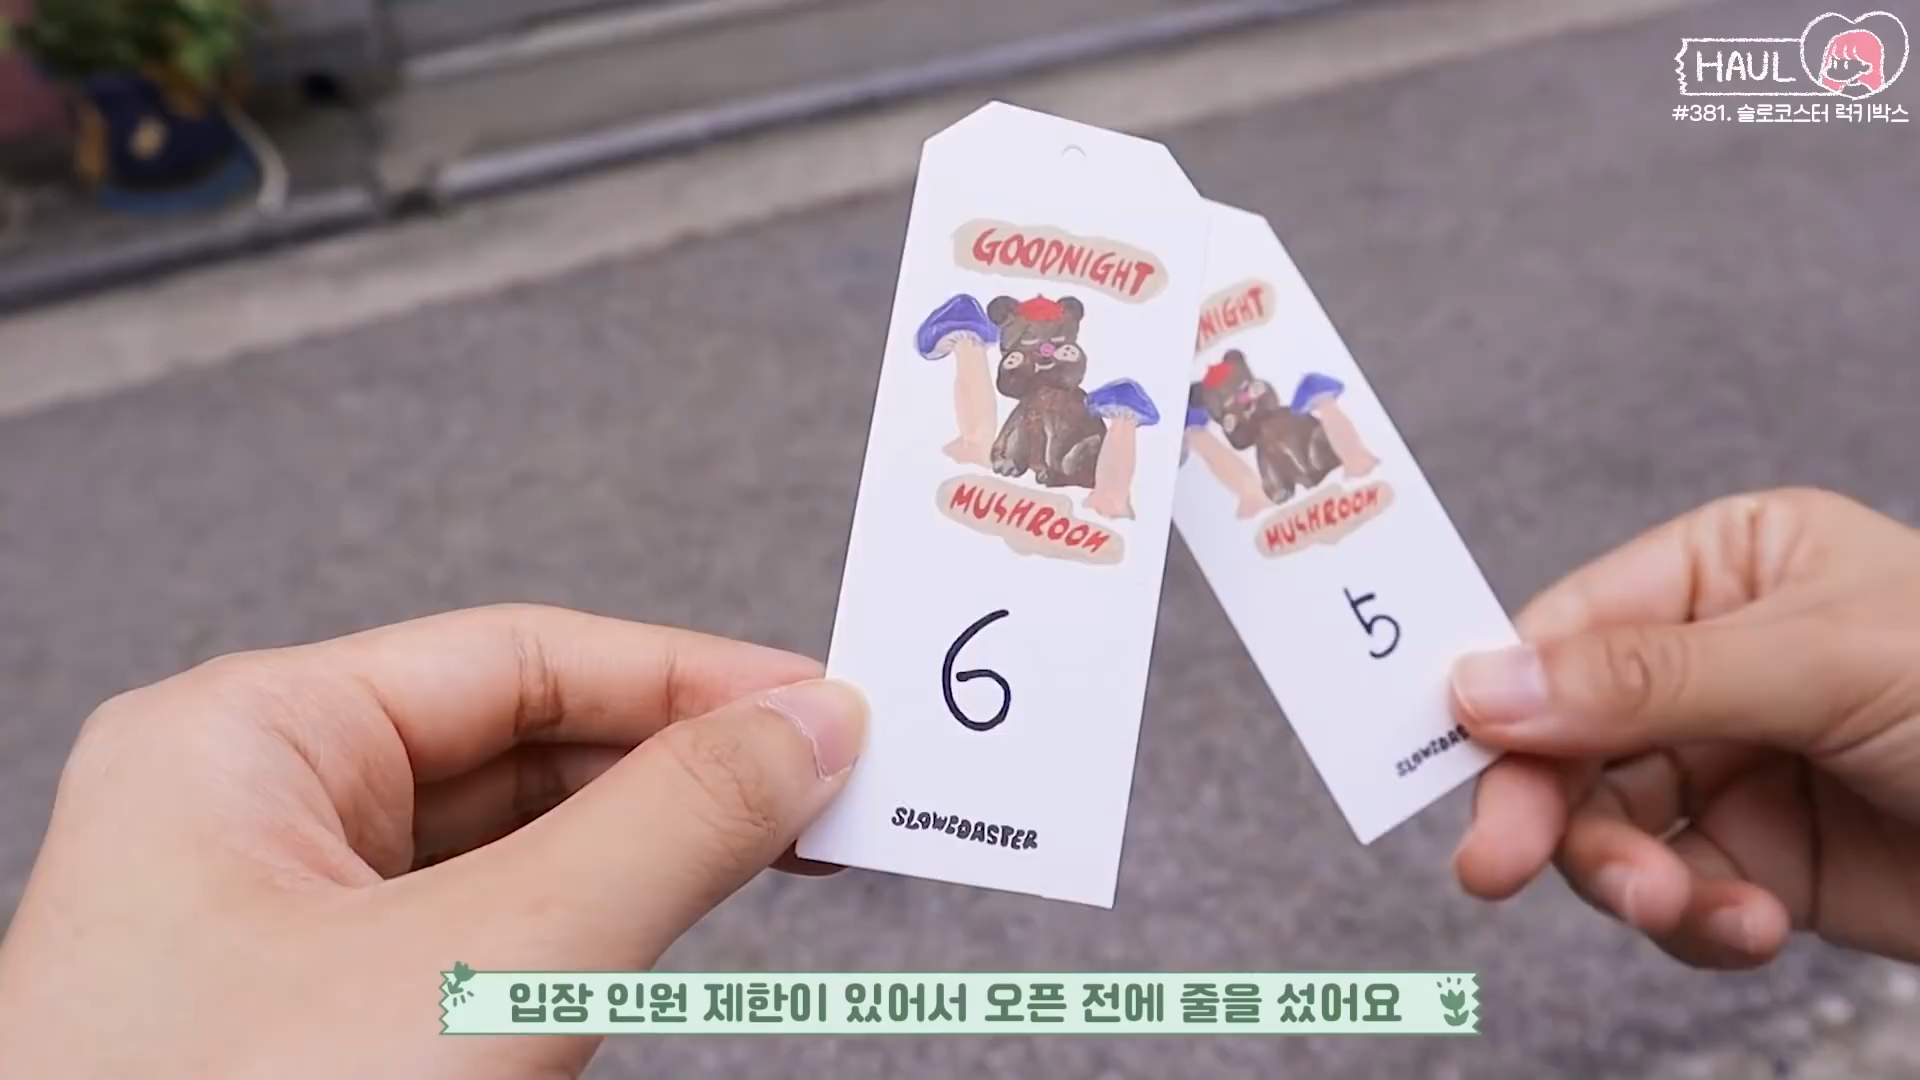 HAUL
#381. 슬로코스터 럭키박스
GOODNIGHT
MUSHROOM
6
SLOWCOASTER
NIGHT
MUSHROOM
5
입장 인원 제한이 있어서 오픈 전에 줄을 섰어요